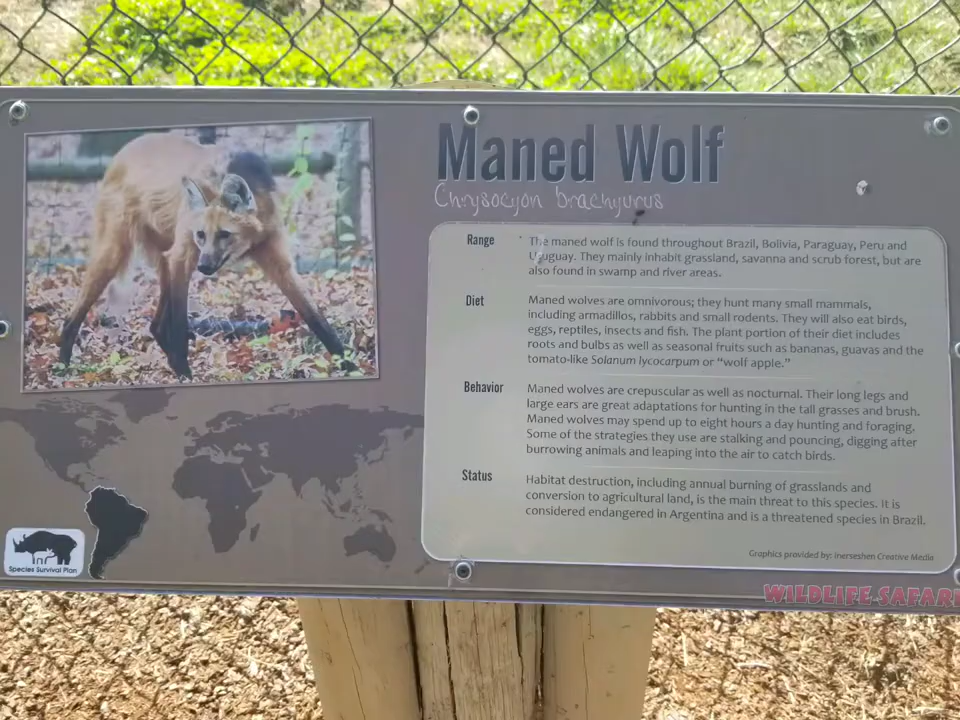 Maned Wolf
Chrysocyon brachyurus
Range
The maned wolf is found throughout Brazil, Bolivia, Paraguay, Peru and
Uruguay. They mainly inhabit grassland, savanna and scrub forest, but are
also found in swamp and river areas.
Diet
Maned wolves are omnivorous; they hunt many small mammals,
including armadillos, rabbits and small rodents. They will also eat birds,
eggs, reptiles, insects and fish. The plant portion of their diet includes
roots and bulbs as well as seasonal fruits such as bananas, guavas and the
tomato-like Solanum lycocarpum or “wolf apple.”
Behavior
Maned wolves are crepuscular as well as nocturnal. Their long legs and
large ears are great adaptations for hunting in the tall grasses and brush.
Maned wolves may spend up to eight hours a day hunting and foraging.
Some of the strategies they use are stalking and pouncing, digging after
burrowing animals and leaping into the air to catch birds.
Status
Habitat destruction, including annual burning of grasslands and
conversion to agricultural land, is the main threat to this species. It is
considered endangered in Argentina and is a threatened species in Brazil.
Graphics provided by: inerseshen Creative Media
Species Survival Plan
WILDLIFE SAFARI